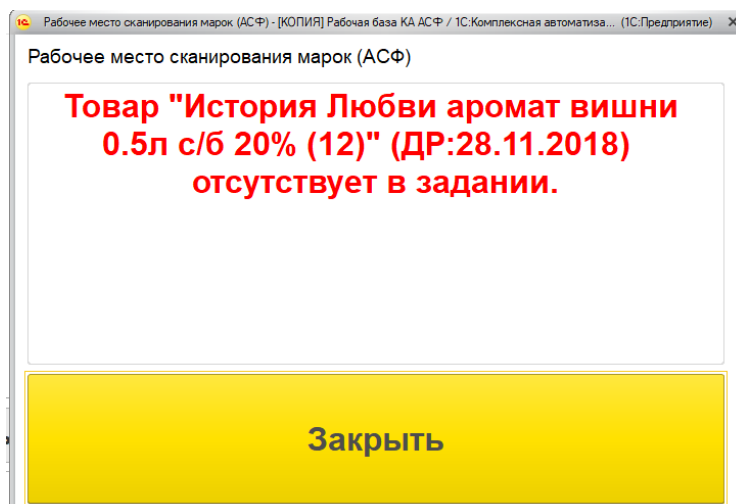 Рабочее место сканирования марок (АСФ) - [КОПИЯ] Рабочая база КА АСФ / 1С:Комплексная автоматиза... (1С:Предприятие)
Рабочее место сканирования марок (АСФ)
Товар "История Любви аромат вишни
0.5л с/б 20% (12)" (ДР:28.11.2018)
отсутствует в задании.
Закрыть